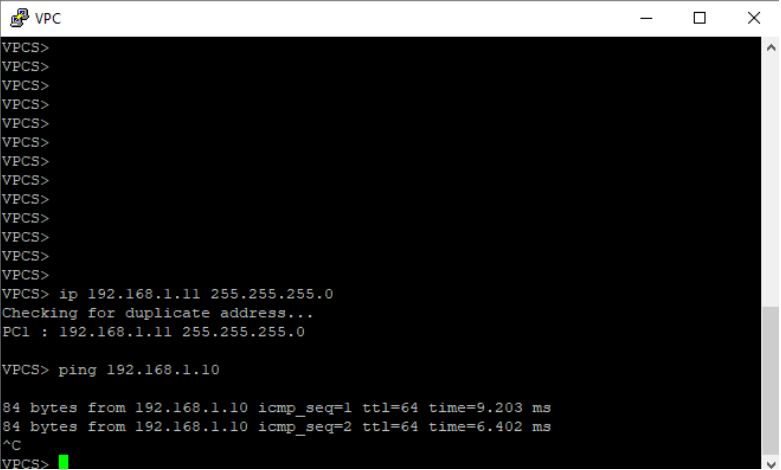 VPC
VPCS>
VPCS>
VPCS>
VPCS>
VPCS>
VPCS>
VPCS>
VPCS>
VPCS>
VPCS>
VPCS>
VPCS>
VPCS>
VPCS> ip 192.168.1.11 255.255.255.0
Checking for duplicate address...
PC1 : 192.168.1.11 255.255.255.0
VPCS> ping 192.168.1.10
84 bytes from 192.168.1.10 icmp_seq=1 ttl=64 time=9.203 ms
84 bytes from 192.168.1.10 icmp_seq=2 ttl=64 time=6.402 ms
^C
VPCS>